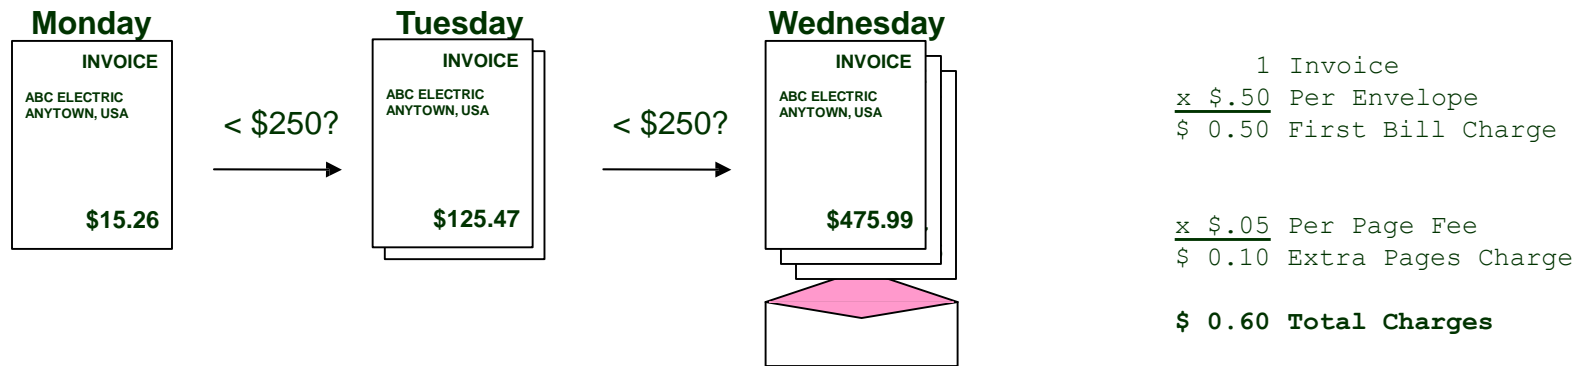 Monday
INVOICE
ABC ELECTRIC
ANYTOWN, USA
$15.26
< $250?
Tuesday
INVOICE
ABC ELECTRIC
ANYTOWN, USA
$125.47
< $250?
Wednesday
INVOICE
ABC ELECTRIC
ANYTOWN, USA
$475.99
1 Invoice
x $.50 Per Envelope
$ 0.50 First Bill Charge
x $.05 Per Page Fee
$ 0.10 Extra Pages Charge
$ 0.60 Total Charges